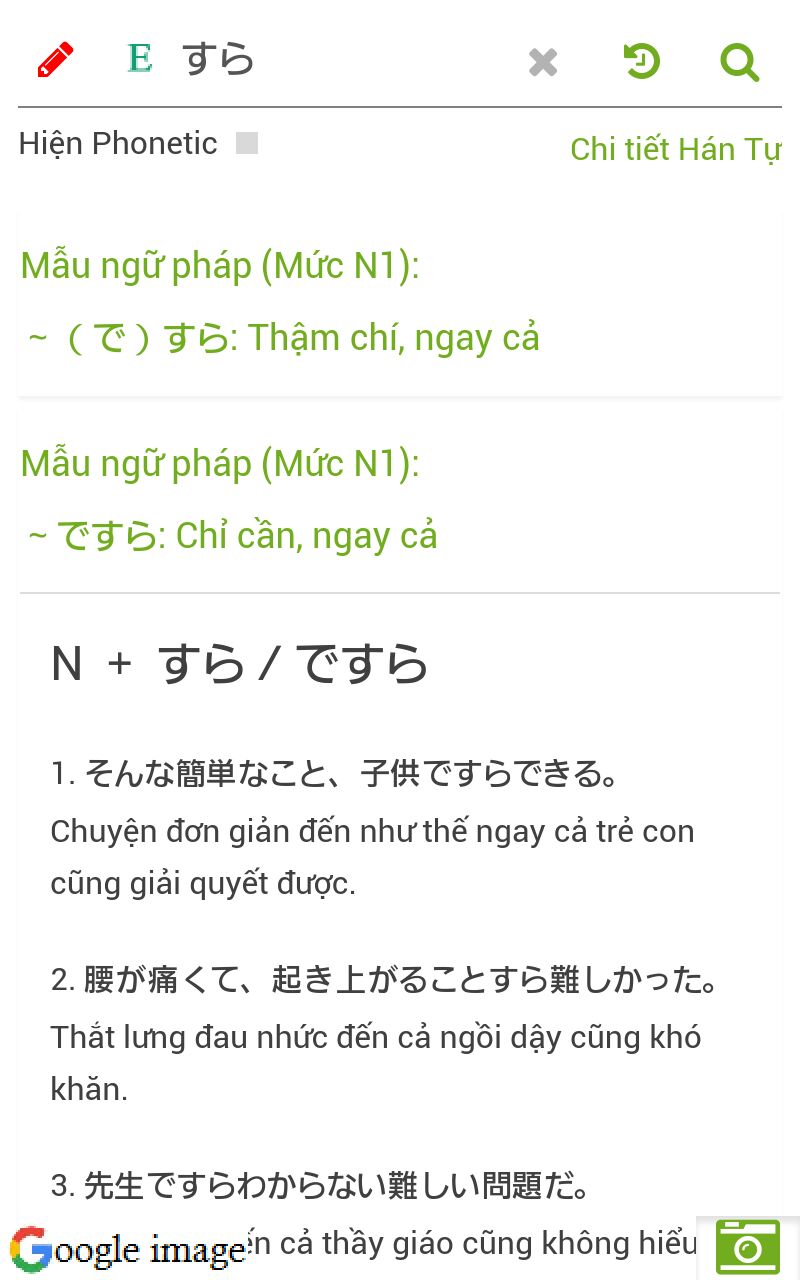 E すら
Hiện Phonetic
Chi tiết Hán Tự
Mẫu ngữ pháp (Mức N1):
~ （で）すら: Thậm chí, ngay cả
Mẫu ngữ pháp (Mức N1):
~ ですら: Chỉ cần, ngay cả
N + すら / ですら
1. そんな簡単なこと、子供ですらできる。
Chuyện đơn giản đến như thế ngay cả trẻ con
cũng giải quyết được.
2. 腰が痛くて、起き上がることすら難しかった。
Thắt lưng đau nhức đến cả ngồi dậy cũng khó
khăn.
3. 先生ですらわからない難しい問題だ。
Google image
cả thầy giáo cũng không hiểu